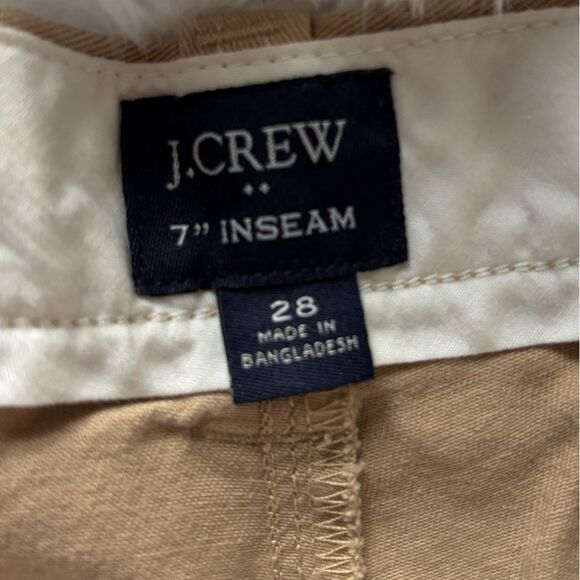 J.CREW
••
7” INSEAM
28
MADE IN
BANGLADESH